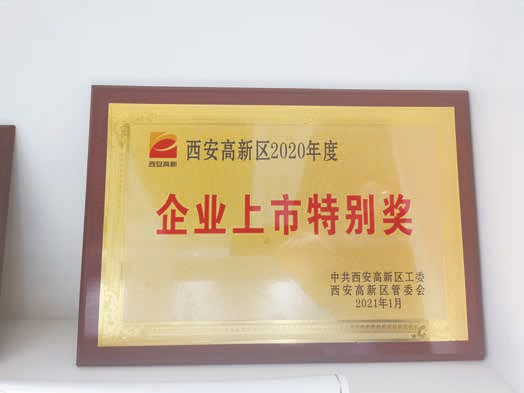 西安高新
西安高新区2020年度
企业上市特别奖
中共西安高新区工委
西安高新区管委会
2021年1月